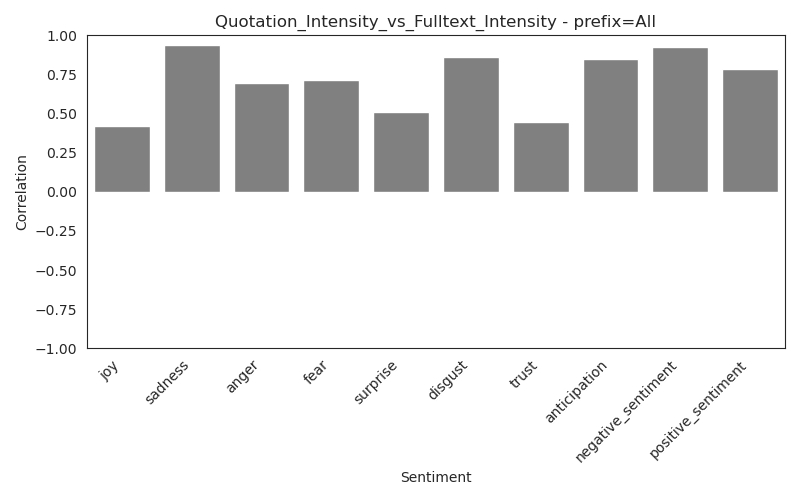 Quotation_Intensity_vs_Fulltext_Intensity - prefix=All
1.00
0.75
0.50
0.25
0.00
−0.25
−0.50
−0.75
−1.00
Correlation
joy
sadness
anger
fear
surprise
disgust
trust
anticipation
negative_sentiment
positive_sentiment
Sentiment